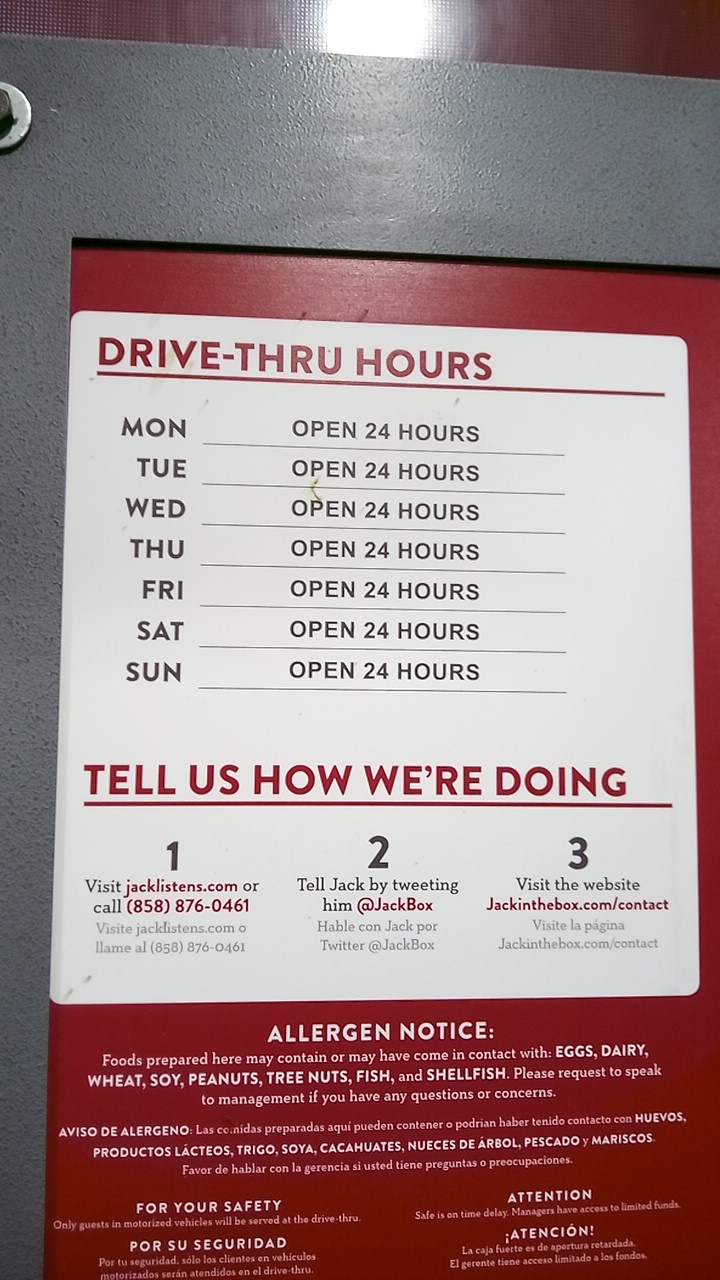 DRIVE-THRU HOURS
MON OPEN 24 HOURS
TUE OPEN 24 HOURS
WED OPEN 24 HOURS
THU OPEN 24 HOURS
FRI OPEN 24 HOURS
SAT OPEN 24 HOURS
SUN OPEN 24 HOURS
TELL US HOW WE'RE DOING
1
Visit jacklistens.com or
call (858) 876-0461
Visite jacklistens.com o
llame al (858) 876-0461
2
Tell Jack by tweeting
him @JackBox
Hable con Jack por
Twitter @JackBox
3
Visit the website
Jackinthebox.com/contact
Visite la página
Jackinthebox.com/contact
ALLERGEN NOTICE:
Foods prepared here may contain or may have come in contact with: EGGS, DAIRY,
WHEAT, SOY, PEANUTS, TREE NUTS, FISH, and SHELLFISH. Please request to speak
to management if you have any questions or concerns.
AVISO DE ALERGENO: Las comidas preparadas aquí pueden contener o podrian haber tenido contacto con HUEVOS,
PRODUCTOS LÁCTEOS, TRIGO, SOYA, CACAHUATES, NUECES DE ÁRBOL, PESCADO y MARISCOS.
Favor de hablar con la gerencia si usted tiene preguntas o preocupaciones.
FOR YOUR SAFETY
Only guests in motorized vehicles will be served at the drive-thru.
POR SU SEGURIDAD
Por tu seguridad, sólo los clientes en vehículos
motorizados serán atendidos en el drive-thru.
ATTENTION
Safe is on time delay. Managers have access to limited funds.
¡ATENCIÓN!
La caja fuerte es de apertura retardada.
El gerente tiene acceso limitado a los fondos.